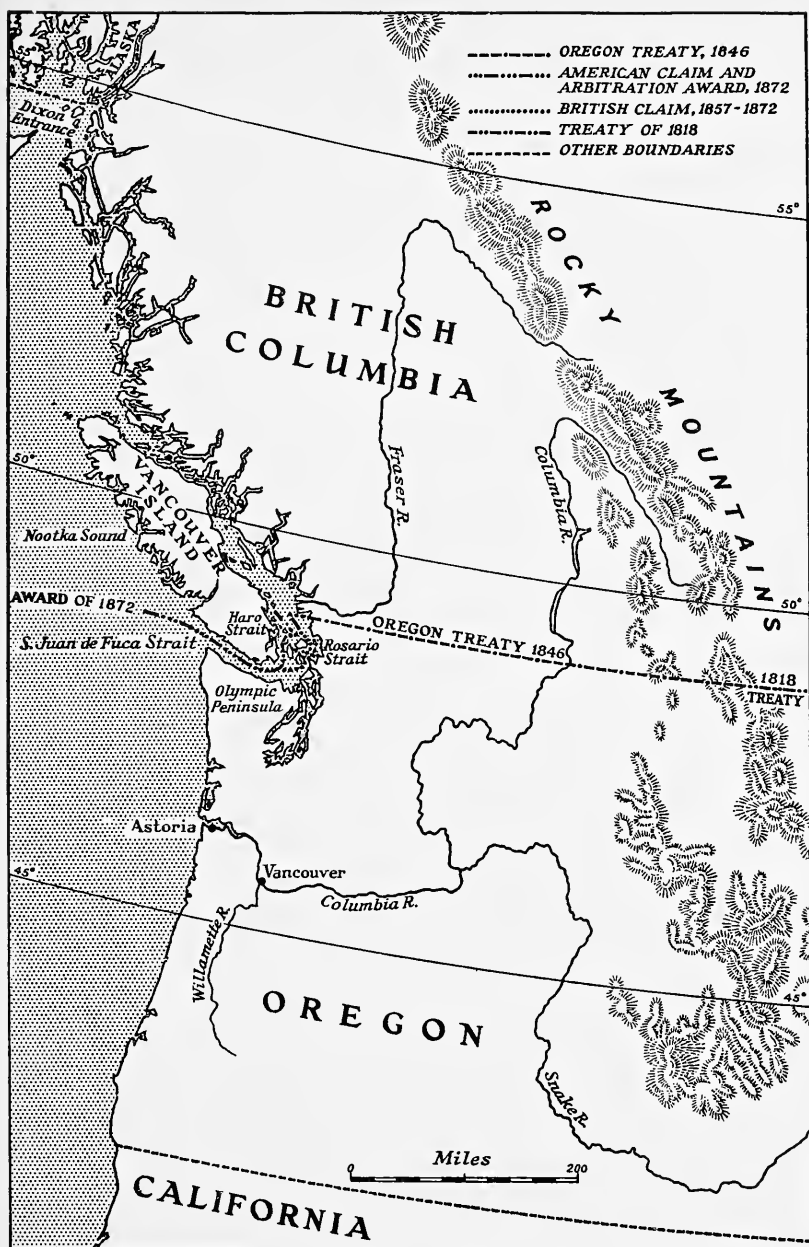 OREGON TREATY, 1846
AMERICAN CLAIM AND
ARBITRATION AWARD, 1872
BRITISH CLAIM, 1857-1872
TREATY OF 1818
OTHER BOUNDARIES
55°
ALASKA
Dixon
Entrance
55°
ROCKY
MOUNTAINS
BRITISH
COLUMBIA
Fraser R.
Columbia R.
50°
VANCOUVER
ISLAND
Nootka Sound
50°
AWARD OF 1872
Haro
Strait
OREGON TREATY 1846
S. Juan de Fuca Strait
Rosario
Strait
1818
TREATY
Olympic
Peninsula
Astoria
Vancouver
45°
Columbia R.
Willamette R.
45°
OREGON
Snake R.
Miles
0 200
CALIFORNIA